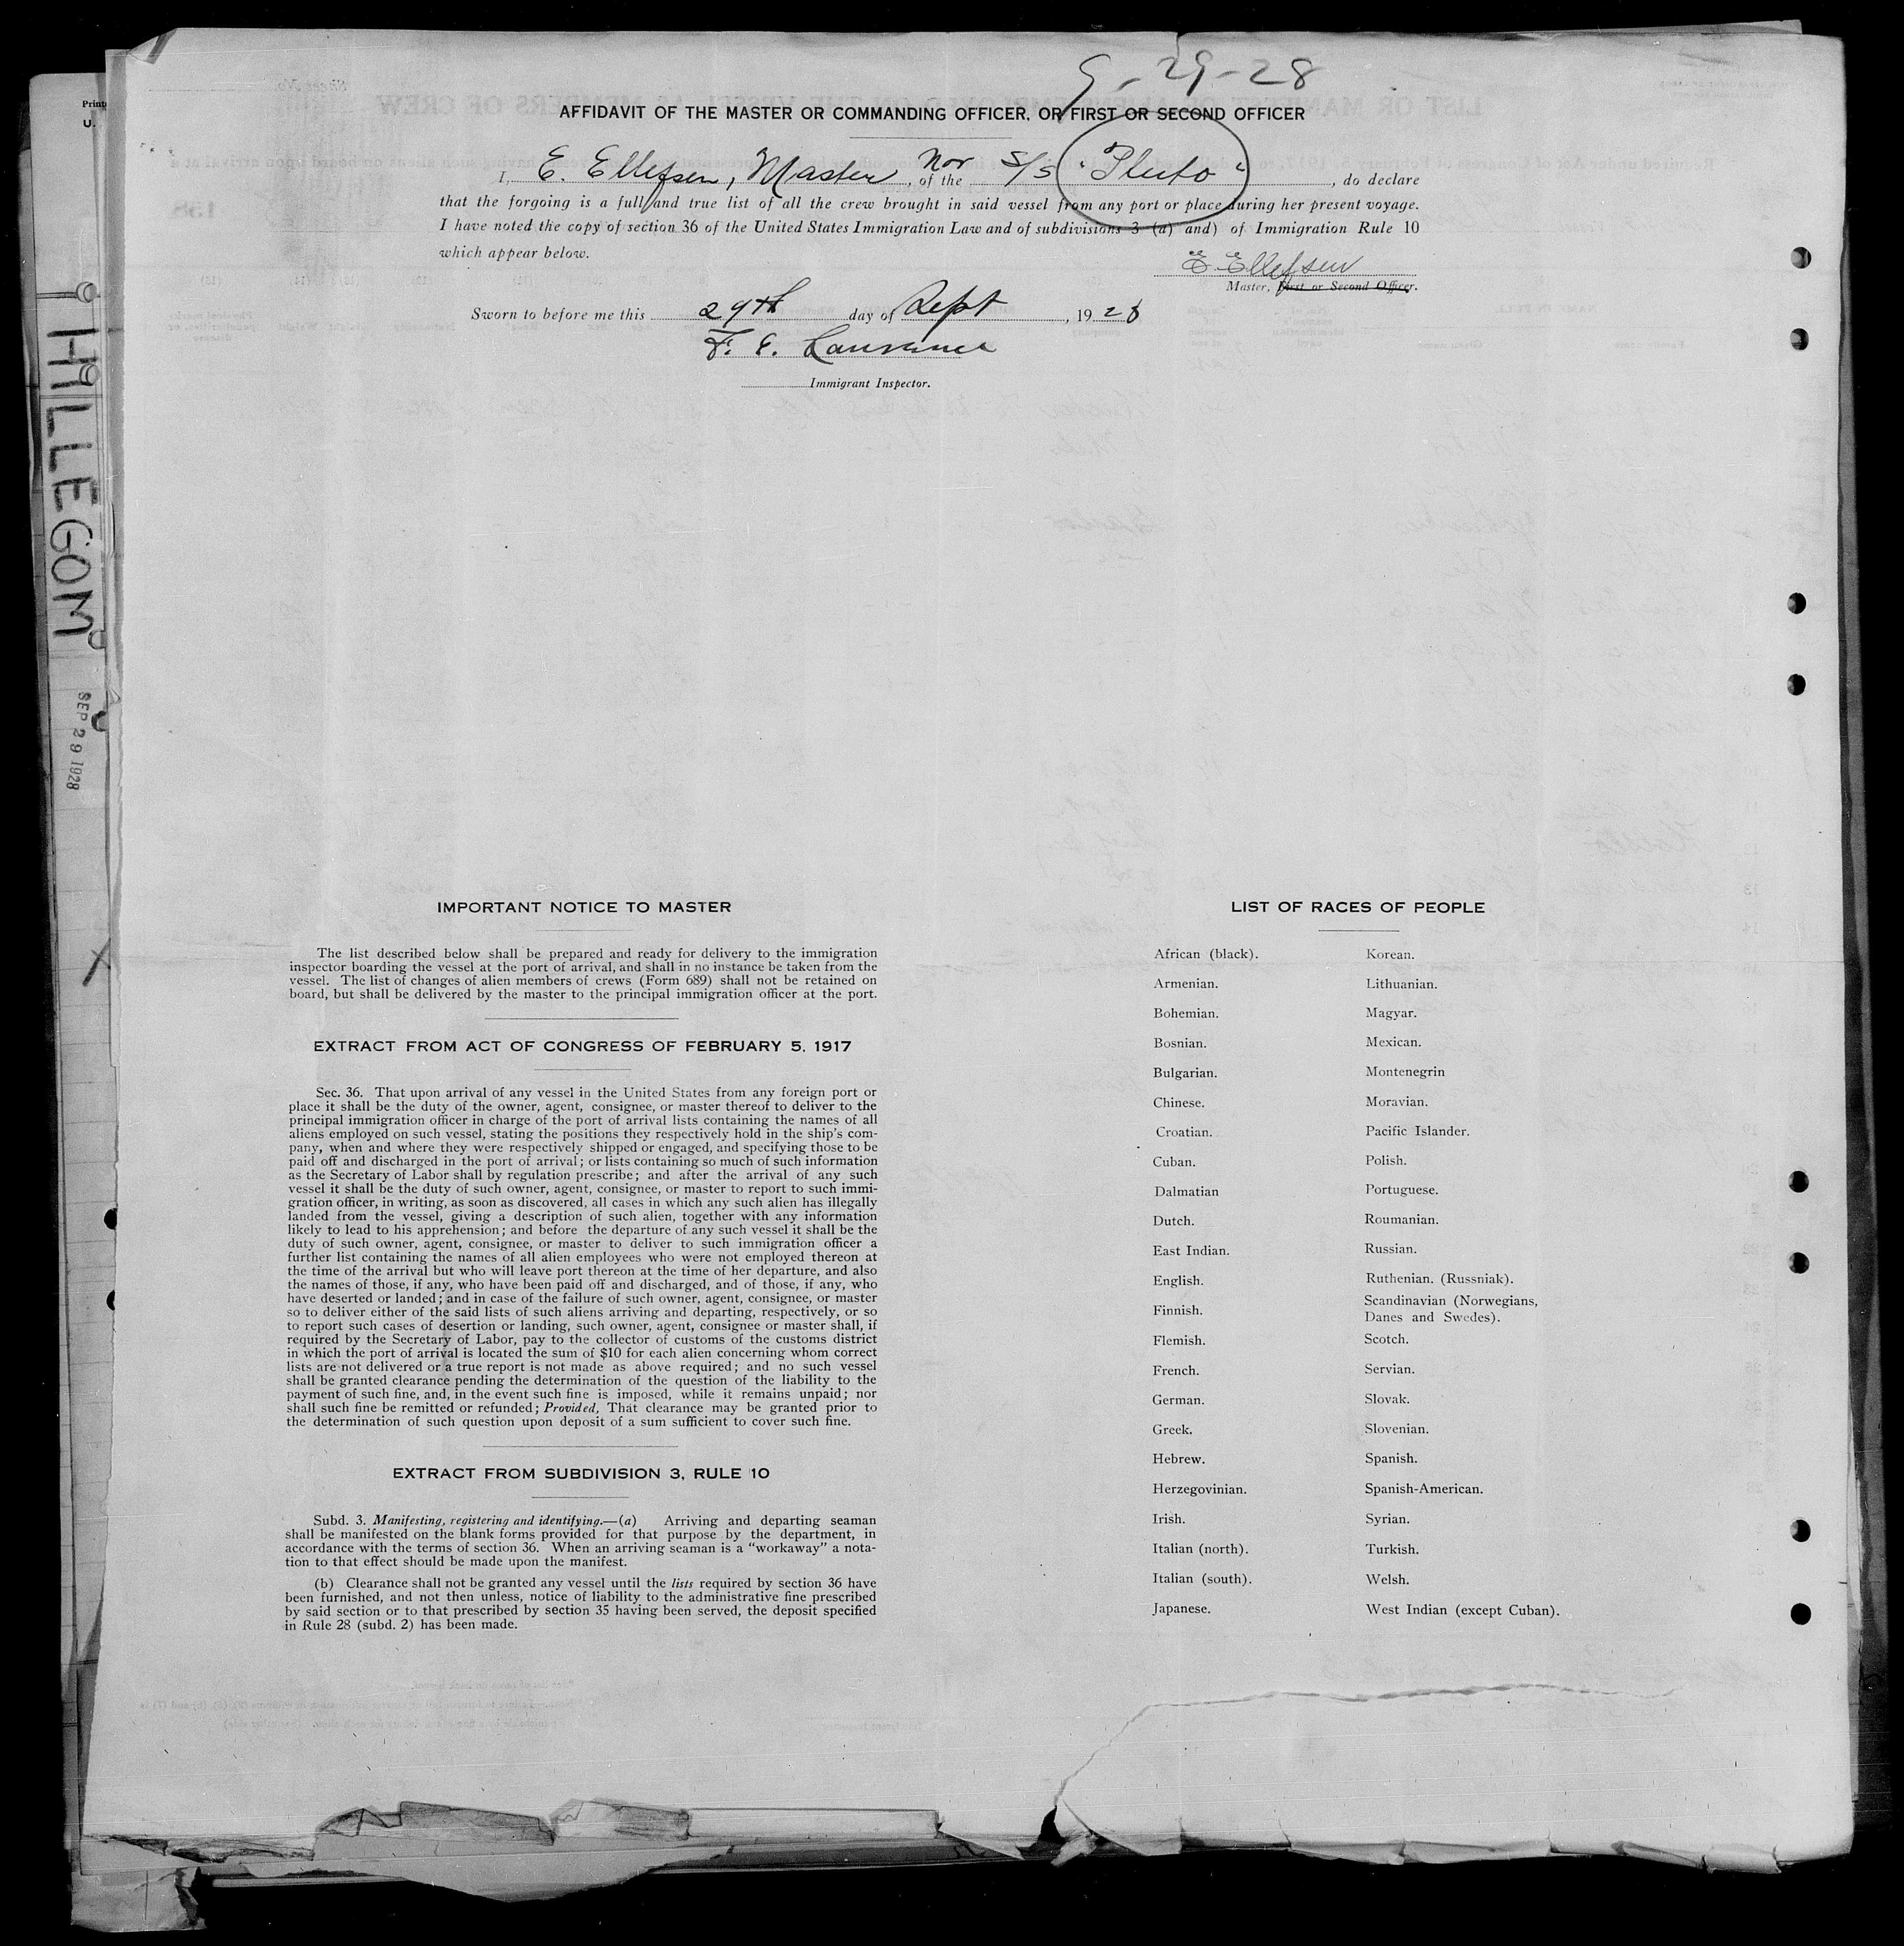 9-29-28
AFFIDAVIT OF THE MASTER OR COMMANDING OFFICER, OR FIRST OR SECOND OFFICER
I, E. Ellefsen, Master, of the Nor S/S "Pluto", do declare
that the forgoing is a full and true list of all the crew brought in said vessel from any port or place during her present voyage.
I have noted the copy of section 36 of the United States Immigration Law and of subdivisions 3 (a) and) of Immigration Rule 10
which appear below.
E. Ellefsen
Master, First or Second Officer.
Sworn to before me this 29th day of Sept, 1928
F. E.
Immigrant Inspector.
HILLEGOM
SEP 29 1928
IMPORTANT NOTICE TO MASTER
The list described below shall be prepared and ready for delivery to the immigration
inspector boarding the vessel at the port of arrival, and shall in no instance be taken from the
vessel. The list of changes of alien members of crews (Form 689) shall not be retained on
board, but shall be delivered by the master to the principal immigration officer at the port.
EXTRACT FROM ACT OF CONGRESS OF FEBRUARY 5, 1917
Sec. 36. That upon arrival of any vessel in the United States from any foreign port or
place it shall be the duty of the owner, agent, consignee, or master thereof to deliver to the
principal immigration officer in charge of the port of arrival lists containing the names of all
aliens employed on such vessel, stating the positions they respectively hold in the ship's com-
pany, when and where they were respectively shipped or engaged, and specifying those to be
paid off and discharged in the port of arrival; or lists containing so much of such information
as the Secretary of Labor shall by regulation prescribe; and after the arrival of any such
vessel it shall be the duty of such owner, agent, consignee, or master to report to such immi-
gration officer, in writing, as soon as discovered, all cases in which any such alien has illegally
landed from the vessel, giving a description of such alien, together with any information
likely to lead to his apprehension; and before the departure of any such vessel it shall be the
duty of such owner, agent, consignee, or master to deliver to such immigration officer a
further list containing the names of all alien employees who were not employed thereon at
the time of the arrival but who will leave port thereon at the time of her departure, and also
the names of those, if any, who have been paid off and discharged, and of those, if any, who
have deserted or landed; and in case of the failure of such owner, agent, consignee, or master
so to deliver either of the said lists of such aliens arriving and departing, respectively, or so
to report such cases of desertion or landing, such owner, agent, consignee or master shall, if
required by the Secretary of Labor, pay to the collector of customs of the customs district
in which the port of arrival is located the sum of $10 for each alien concerning whom correct
lists are not delivered or a true report is not made as above required; and no such vessel
shall be granted clearance pending the determination of the question of the liability to the
payment of such fine, and, in the event such fine is imposed, while it remains unpaid; nor
shall such fine be remitted or refunded; Provided, That clearance may be granted prior to
the determination of such question upon deposit of a sum sufficient to cover such fine.
EXTRACT FROM SUBDIVISION 3, RULE 10
Subd. 3. Manifesting, registering and identifying.—(a) Arriving and departing seaman
shall be manifested on the blank forms provided for that purpose by the department, in
accordance with the terms of section 36. When an arriving seaman is a "workaway" a nota-
tion to that effect should be made upon the manifest.
(b) Clearance shall not be granted any vessel until the lists required by section 36 have
been furnished, and not then unless, notice of liability to the administrative fine prescribed
by said section or to that prescribed by section 35 having been served, the deposit specified
in Rule 28 (subd. 2) has been made.
LIST OF RACES OF PEOPLE
African (black).
Armenian.
Bohemian.
Bosnian.
Bulgarian.
Chinese.
Croatian.
Cuban.
Dalmatian
Dutch.
East Indian.
English.
Finnish.
Flemish.
French.
German.
Greek.
Hebrew.
Herzegovinian.
Irish.
Italian (north).
Italian (south).
Japanese.
Korean.
Lithuanian.
Magyar.
Mexican.
Montenegrin
Moravian.
Pacific Islander.
Polish.
Portuguese.
Roumanian.
Russian.
Ruthenian. (Russniak).
Scandinavian (Norwegians,
Danes and Swedes).
Scotch.
Servian.
Slovak.
Slovenian.
Spanish.
Spanish-American.
Syrian.
Turkish.
Welsh.
West Indian (except Cuban).